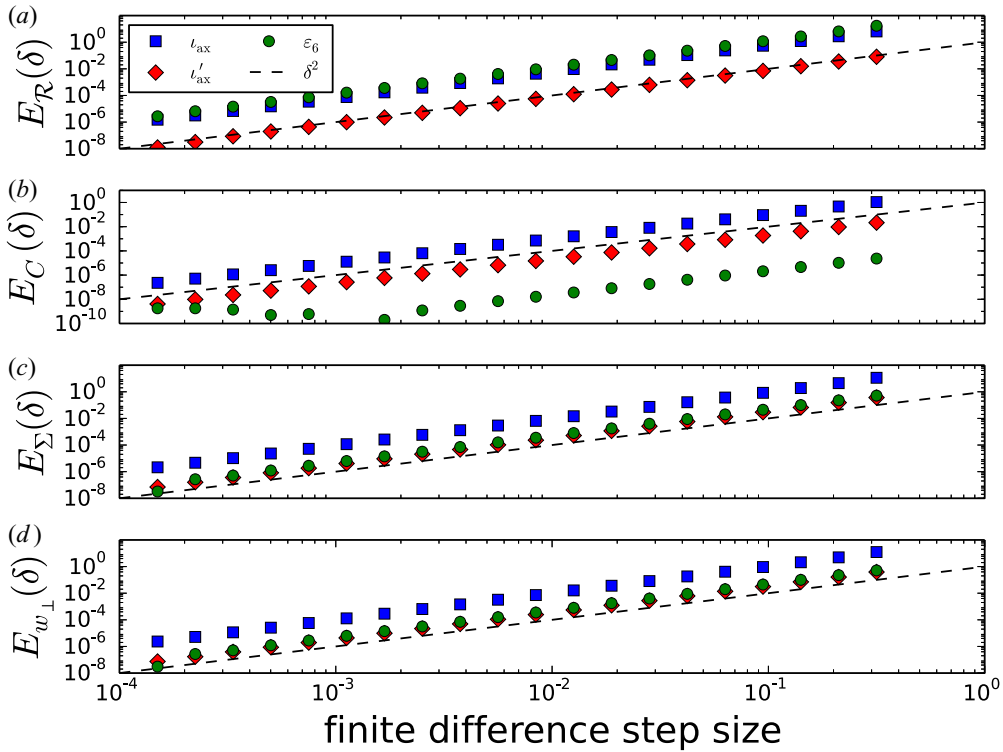 (a)
E_R(δ)
10^0
10^-2
10^-4
10^-6
10^-8
ι_ax
ι′_ax
ε_6
δ^2
(b)
E_C(δ)
10^0
10^-2
10^-4
10^-6
10^-8
10^-10
(c)
E_Σ(δ)
10^0
10^-2
10^-4
10^-6
10^-8
(d)
E_w⊥(δ)
10^0
10^-2
10^-4
10^-6
10^-8
10^-4 10^-3 10^-2 10^-1 10^0
finite difference step size